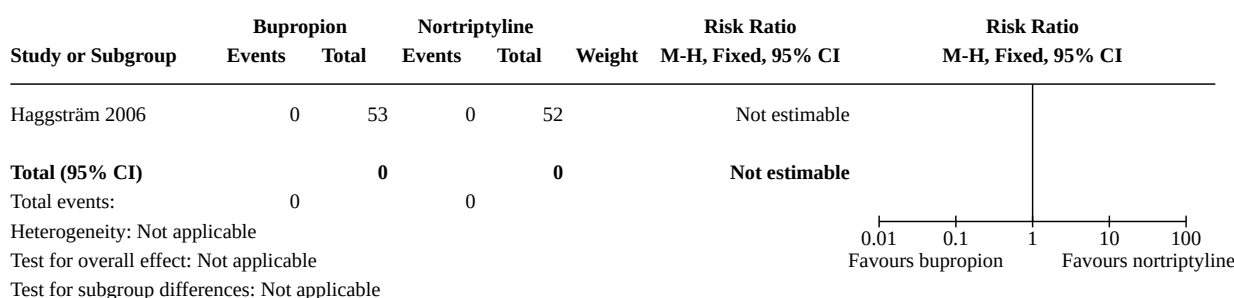 Bupropion Nortriptyline Risk Ratio Risk Ratio
Study or Subgroup Events Total Events Total Weight M-H, Fixed, 95% CI M-H, Fixed, 95% CI
Haggsträm 2006 0 53 0 52 Not estimable
Total (95% CI) 0 0 Not estimable
Total events: 0 0
Heterogeneity: Not applicable
0.01 0.1 1 10 100
Test for overall effect: Not applicable Favours bupropion Favours nortriptyline
Test for subgroup differences: Not applicable